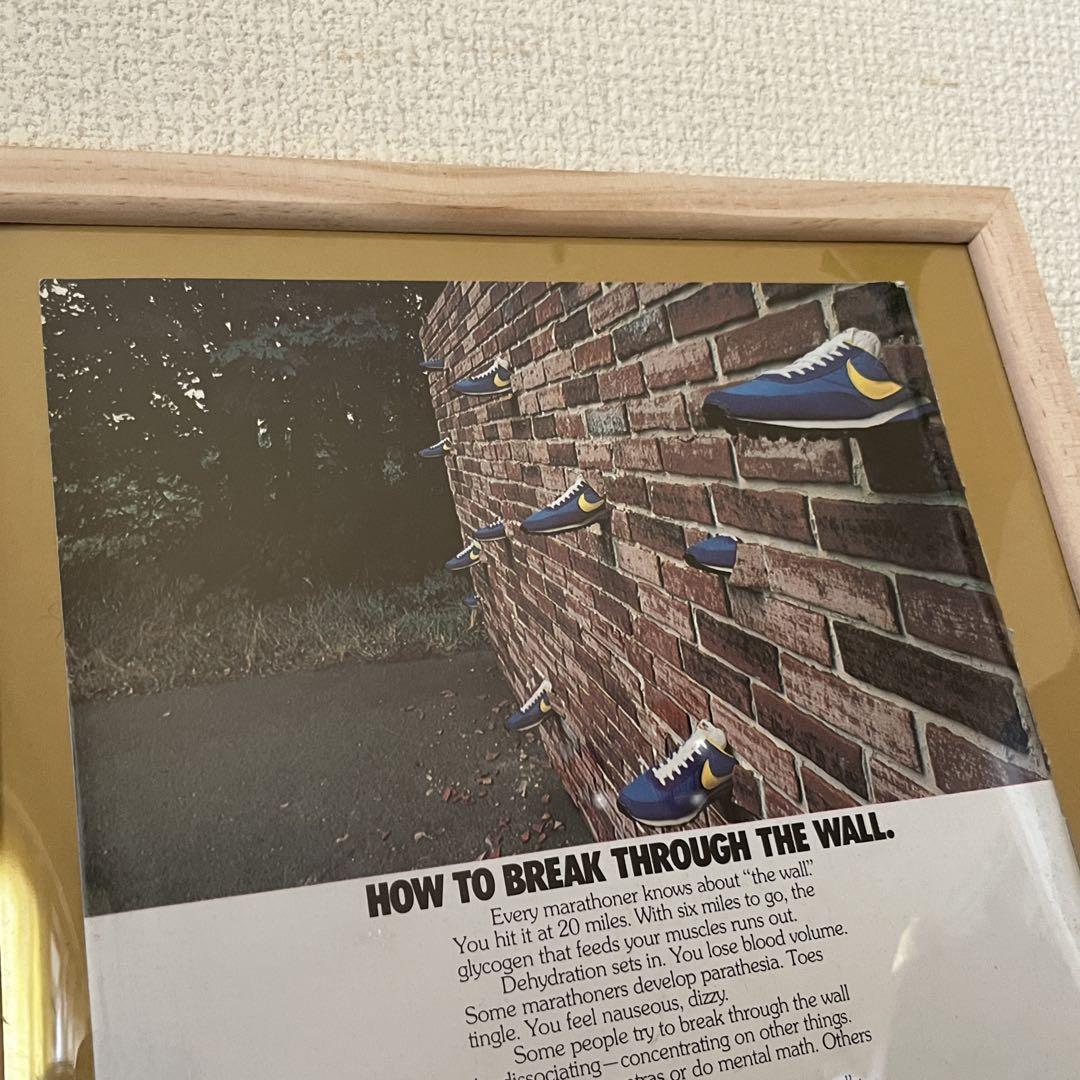 HOW TO BREAK THROUGH THE WALL.
Every marathoner knows about “the wall.”
You hit it at 20 miles. With six miles to go, the
glycogen that feeds your muscles runs out.
Dehydration sets in. You lose blood volume.
Some marathoners develop parathesia. Toes
tingle. You feel nauseous, dizzy.
Some people try to break through the wall
dissociating—concentrating on other things.
or do mental math. Others